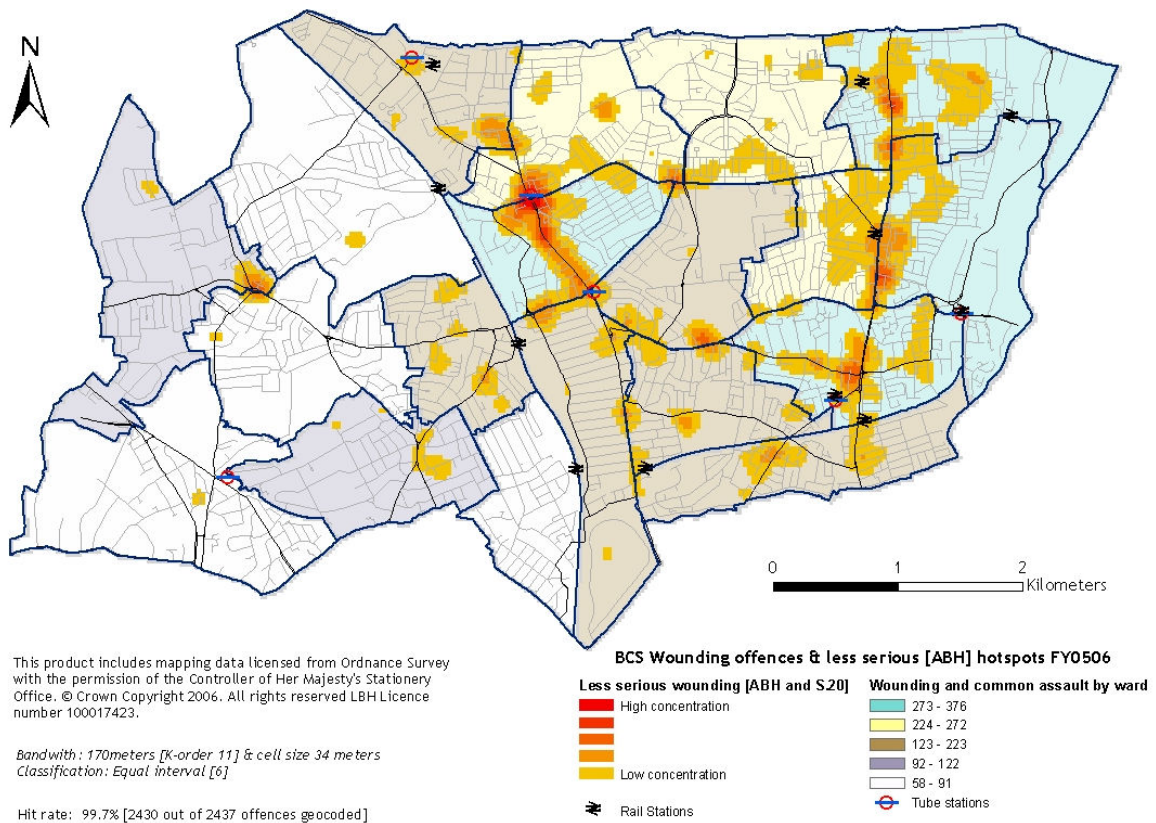 N
0 1 2
Kilometers
This product includes mapping data licensed from Ordnance Survey
with the permission of the Controller of Her Majesty's Stationery
Office. © Crown Copyright 2006. All rights reserved LBH Licence
number 100017423.
Bandwith : 170meters [K-order 11] & cell size 34 meters
Classification: Equal interval [6]
Hit rate: 99.7% [2430 out of 2437 offences geocoded]
BCS Wounding offences & less serious [ABH] hotspots FY0506
Less serious wounding [ABH and S20]
High concentration
Low concentration
Rail Stations
Wounding and common assault by ward
273 - 376
224 - 272
123 - 223
92 - 122
58 - 91
Tube stations